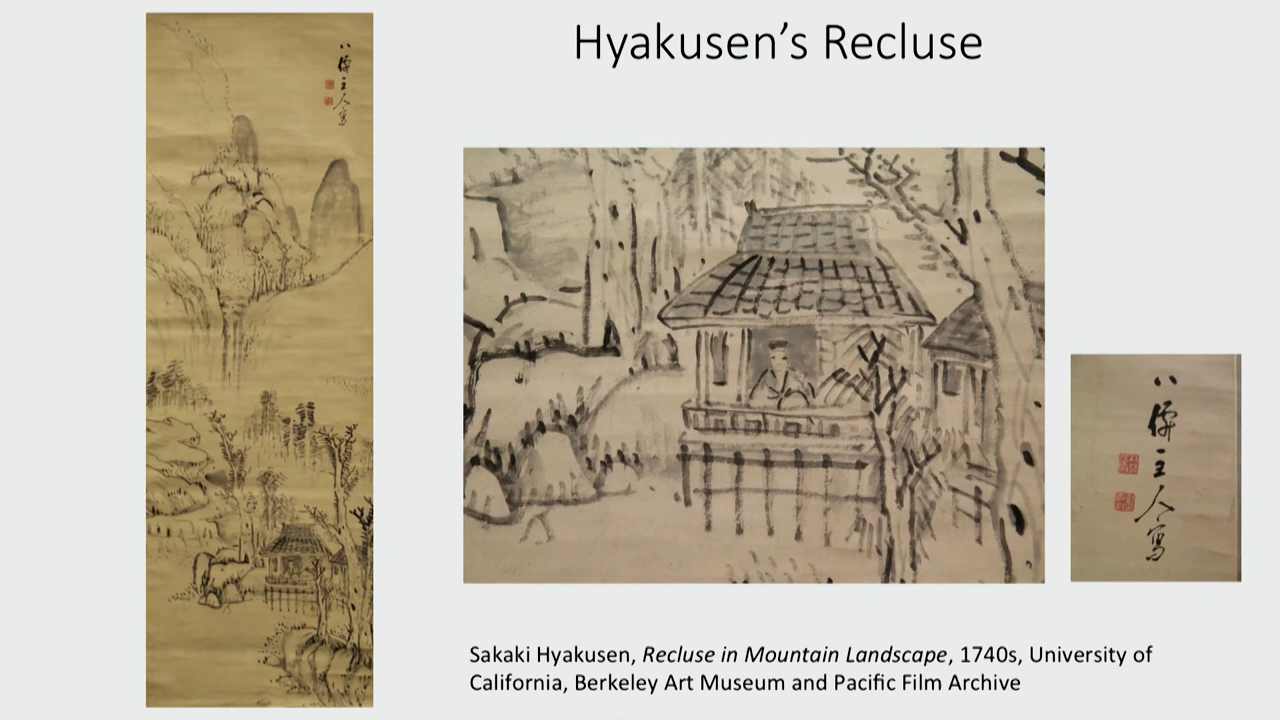 Hyakusen’s Recluse
八僊主人寫
八僊主人寫
Sakaki Hyakusen, Recluse in Mountain Landscape, 1740s, University of
California, Berkeley Art Museum and Pacific Film Archive